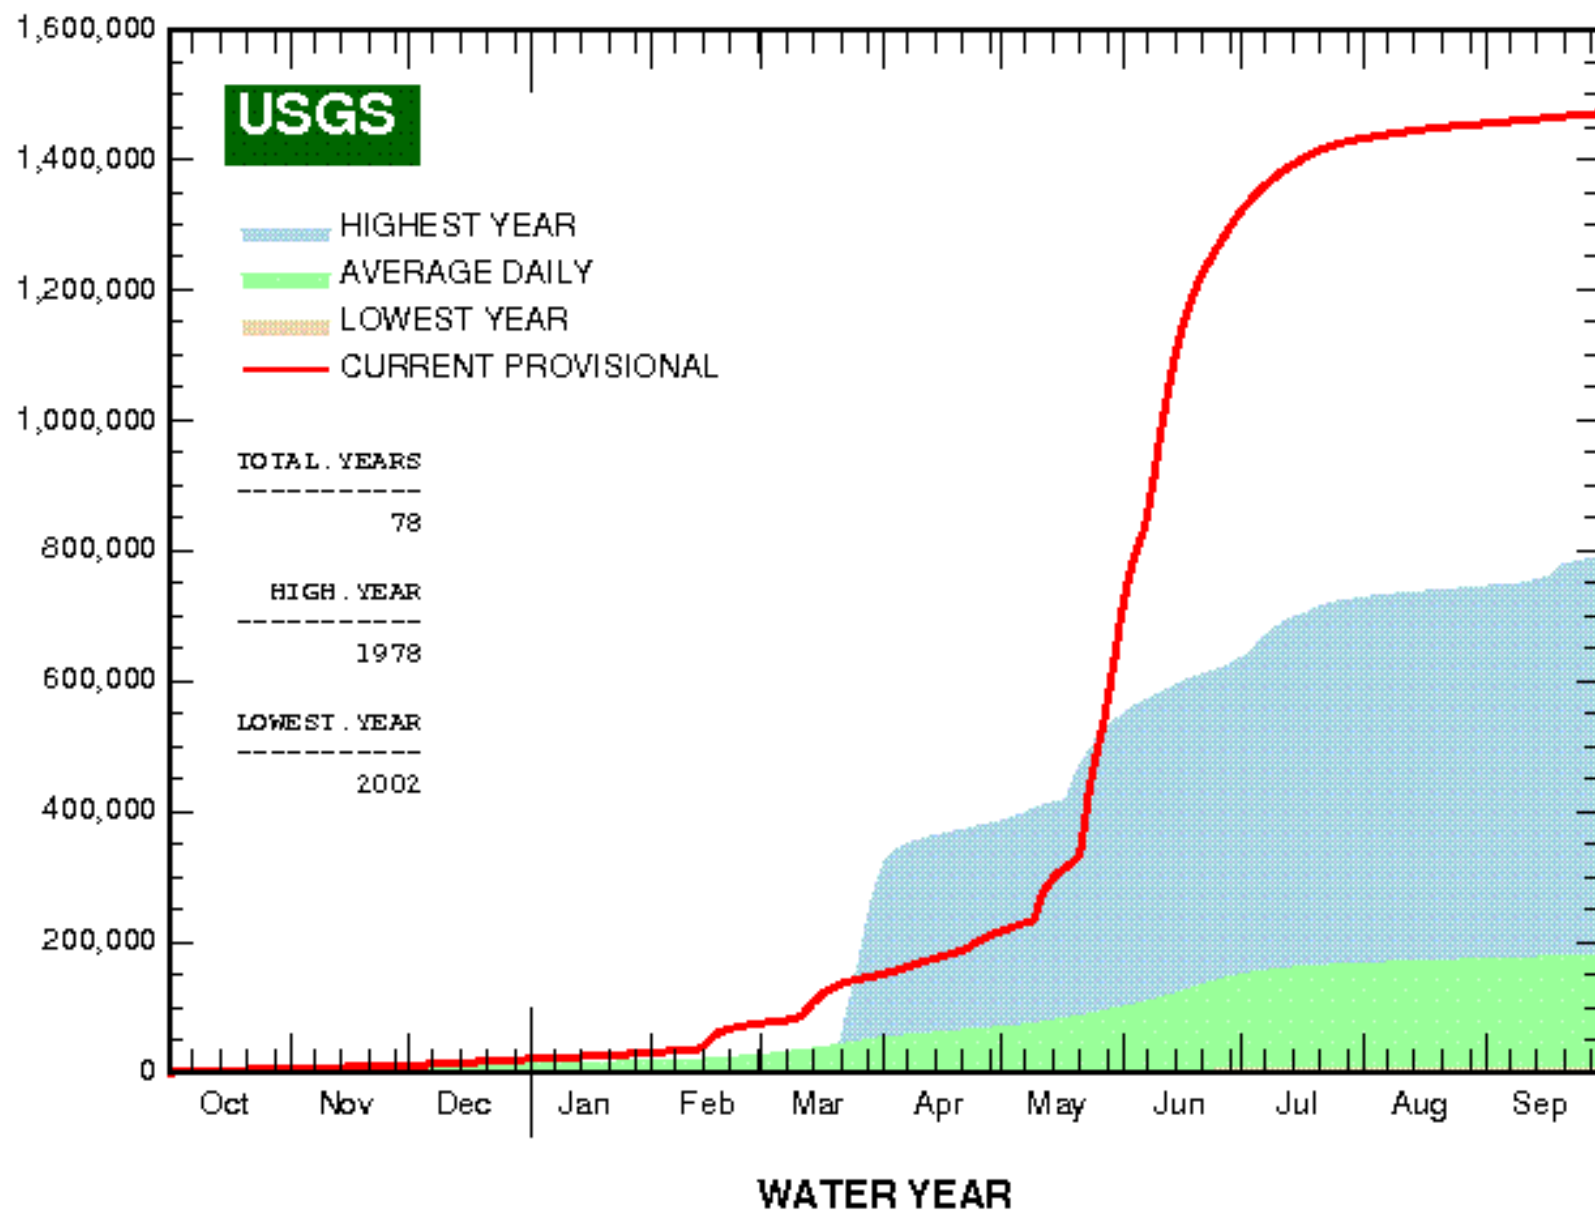 1,600,000
USGS
1,400,000
HIGHEST YEAR
AVERAGE DAILY
1,200,000
LOWEST YEAR
CURRENT PROVISIONAL
1,000,000
TOTAL.YEARS
-----------
78
800,000
HIGH.YEAR
-----------
1978
600,000
LOWEST.YEAR
-----------
2002
400,000
200,000
0
Oct Nov Dec Jan Feb Mar Apr May Jun Jul Aug Sep
WATER YEAR